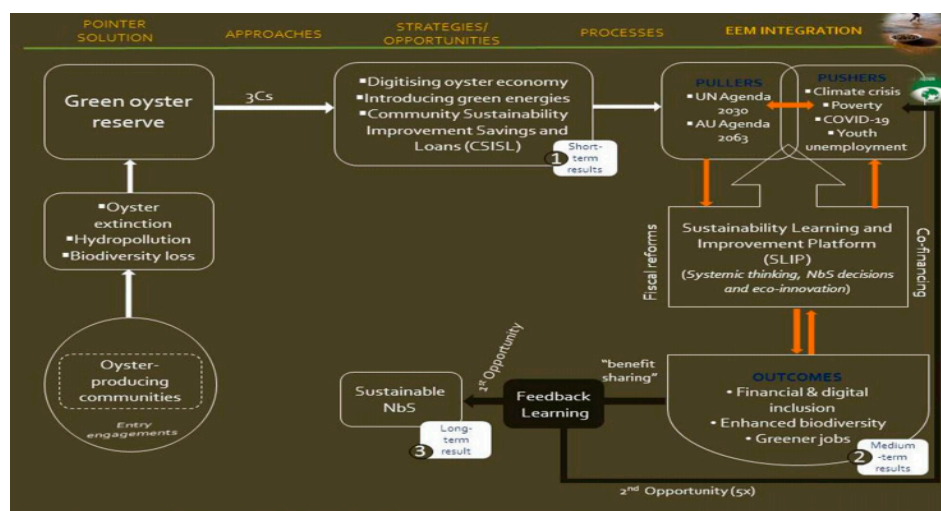 POINTER
SOLUTION
APPROACHES
STRATEGIES/
OPPORTUNITIES
PROCESSES
EEM INTEGRATION
Green oyster
reserve
3Cs
▪Digitising oyster economy
▪Introducing green energies
▪Community Sustainability
Improvement Savings and
Loans (CSISL)
1
Short-
term
results
PULLERS
▪ UN Agenda
2030
▪ AU Agenda
2063
PUSHERS
▪Climate crisis
▪ Poverty
▪ COVID-19
▪ Youth
unemployment
▪Oyster
extinction
▪Hydropollution
▪Biodiversity loss
Oyster-
producing
communities
Entry
engagements
Fiscal reforms
Sustainability Learning and
Improvement Platform
(SLIP)
(Systemic thinking, NbS decisions
and eco-innovation)
Co-financing
OUTCOMES
• Financial & digital
inclusion
• Enhanced biodiversity
• Greener jobs
2
Medium
-term
results
"benefit
sharing"
Feedback
Learning
1st Opportunity
Sustainable
NbS
3
Long-
term
result
2nd Opportunity (5x)